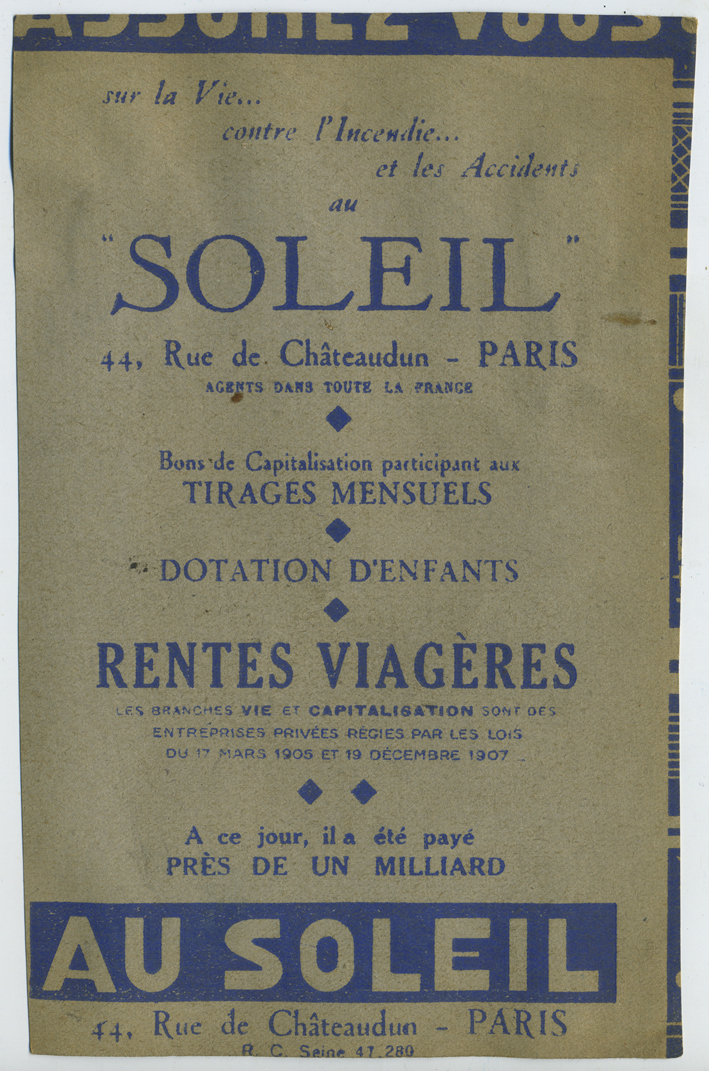 ASSUREZ VOUS
sur la Vie...
contre l'Incendie...
et les Accidents
au
"SOLEIL"
44, Rue de Châteaudun - PARIS
AGENTS DANS TOUTE LA FRANCE
Bons de Capitalisation participant aux
TIRAGES MENSUELS
DOTATION D'ENFANTS
RENTES VIAGÈRES
LES BRANCHES VIE ET CAPITALISATION SONT DES
ENTREPRISES PRIVÉES RÉGIES PAR LES LOIS
DU 17 MARS 1905 ET 19 DÉCEMBRE 1907
A ce jour, il a été payé
PRÈS DE UN MILLIARD
AU SOLEIL
44, Rue de Châteaudun - PARIS
R. C. Seine 47.280